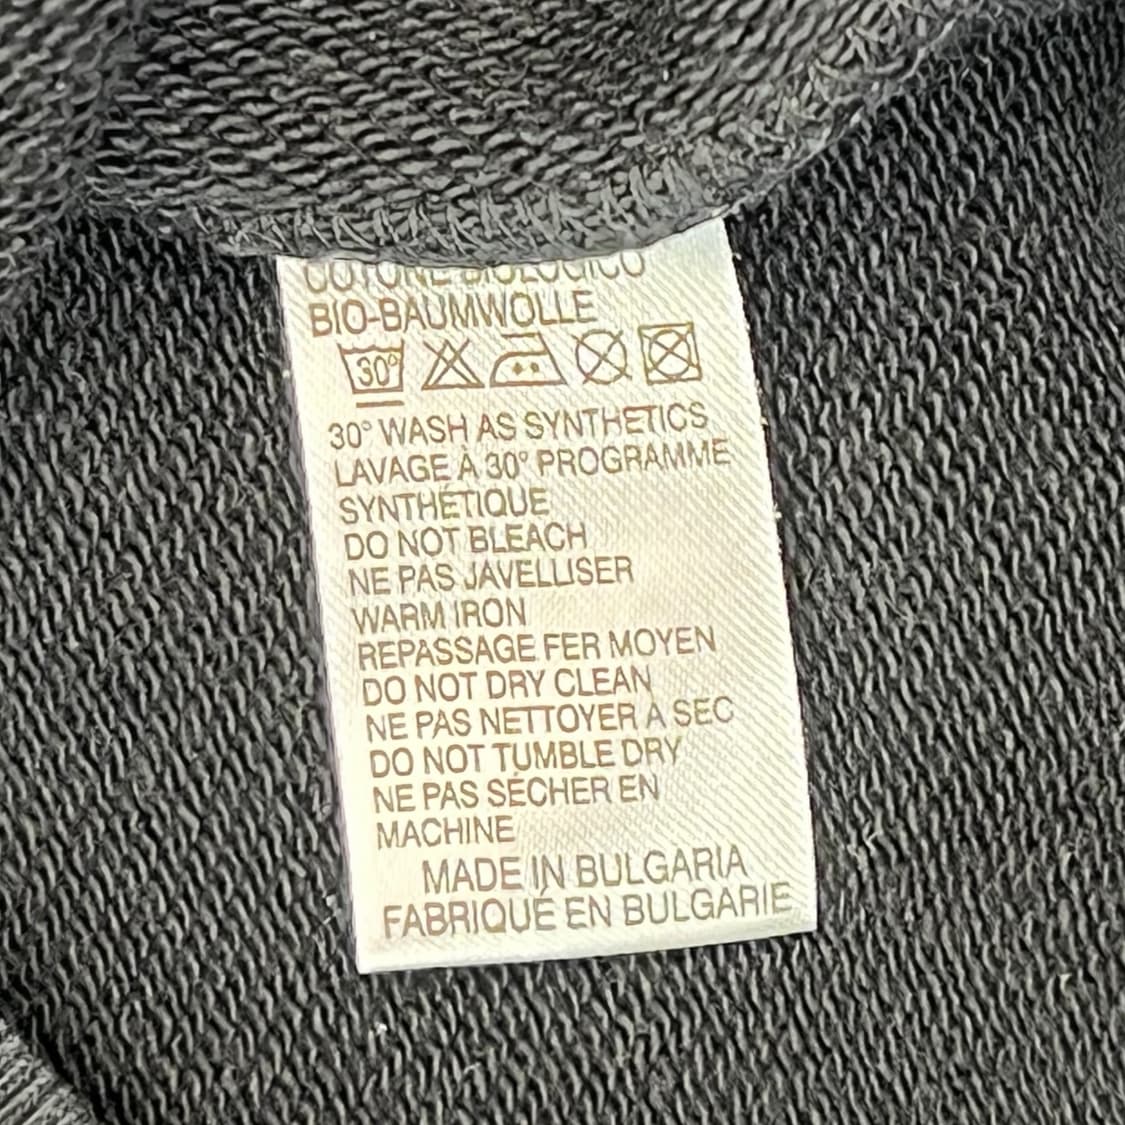 COTONE BIOLOGICO
BIO-BAUMWOLLE
30°
30° WASH AS SYNTHETICS
LAVAGE À 30° PROGRAMME
SYNTHÉTIQUE
DO NOT BLEACH
NE PAS JAVELLISER
WARM IRON
REPASSAGE FER MOYEN
DO NOT DRY CLEAN
NE PAS NETTOYER À SEC
DO NOT TUMBLE DRY
NE PAS SÉCHER EN
MACHINE
MADE IN BULGARIA
FABRIQUÉ EN BULGARIE